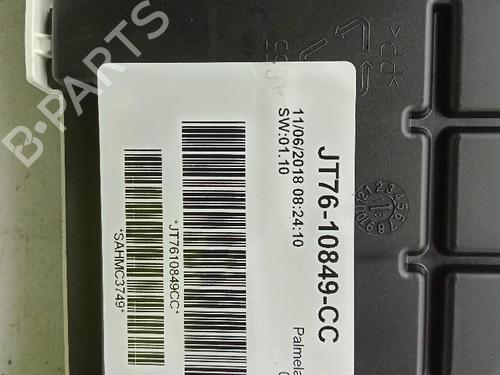 JT76-10849-CC
11/06/2018 08:24:10
SW:01.10
Palmela
*JT7610849CC*
*SAHMC3749*
B-PARTS
>PP<